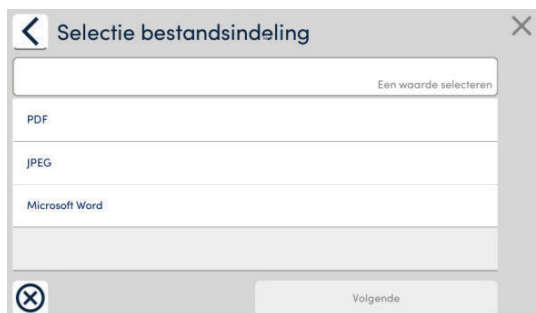 Selectie bestandsindeling
Een waarde selecteren
PDF
JPEG
Microsoft Word
Volgende